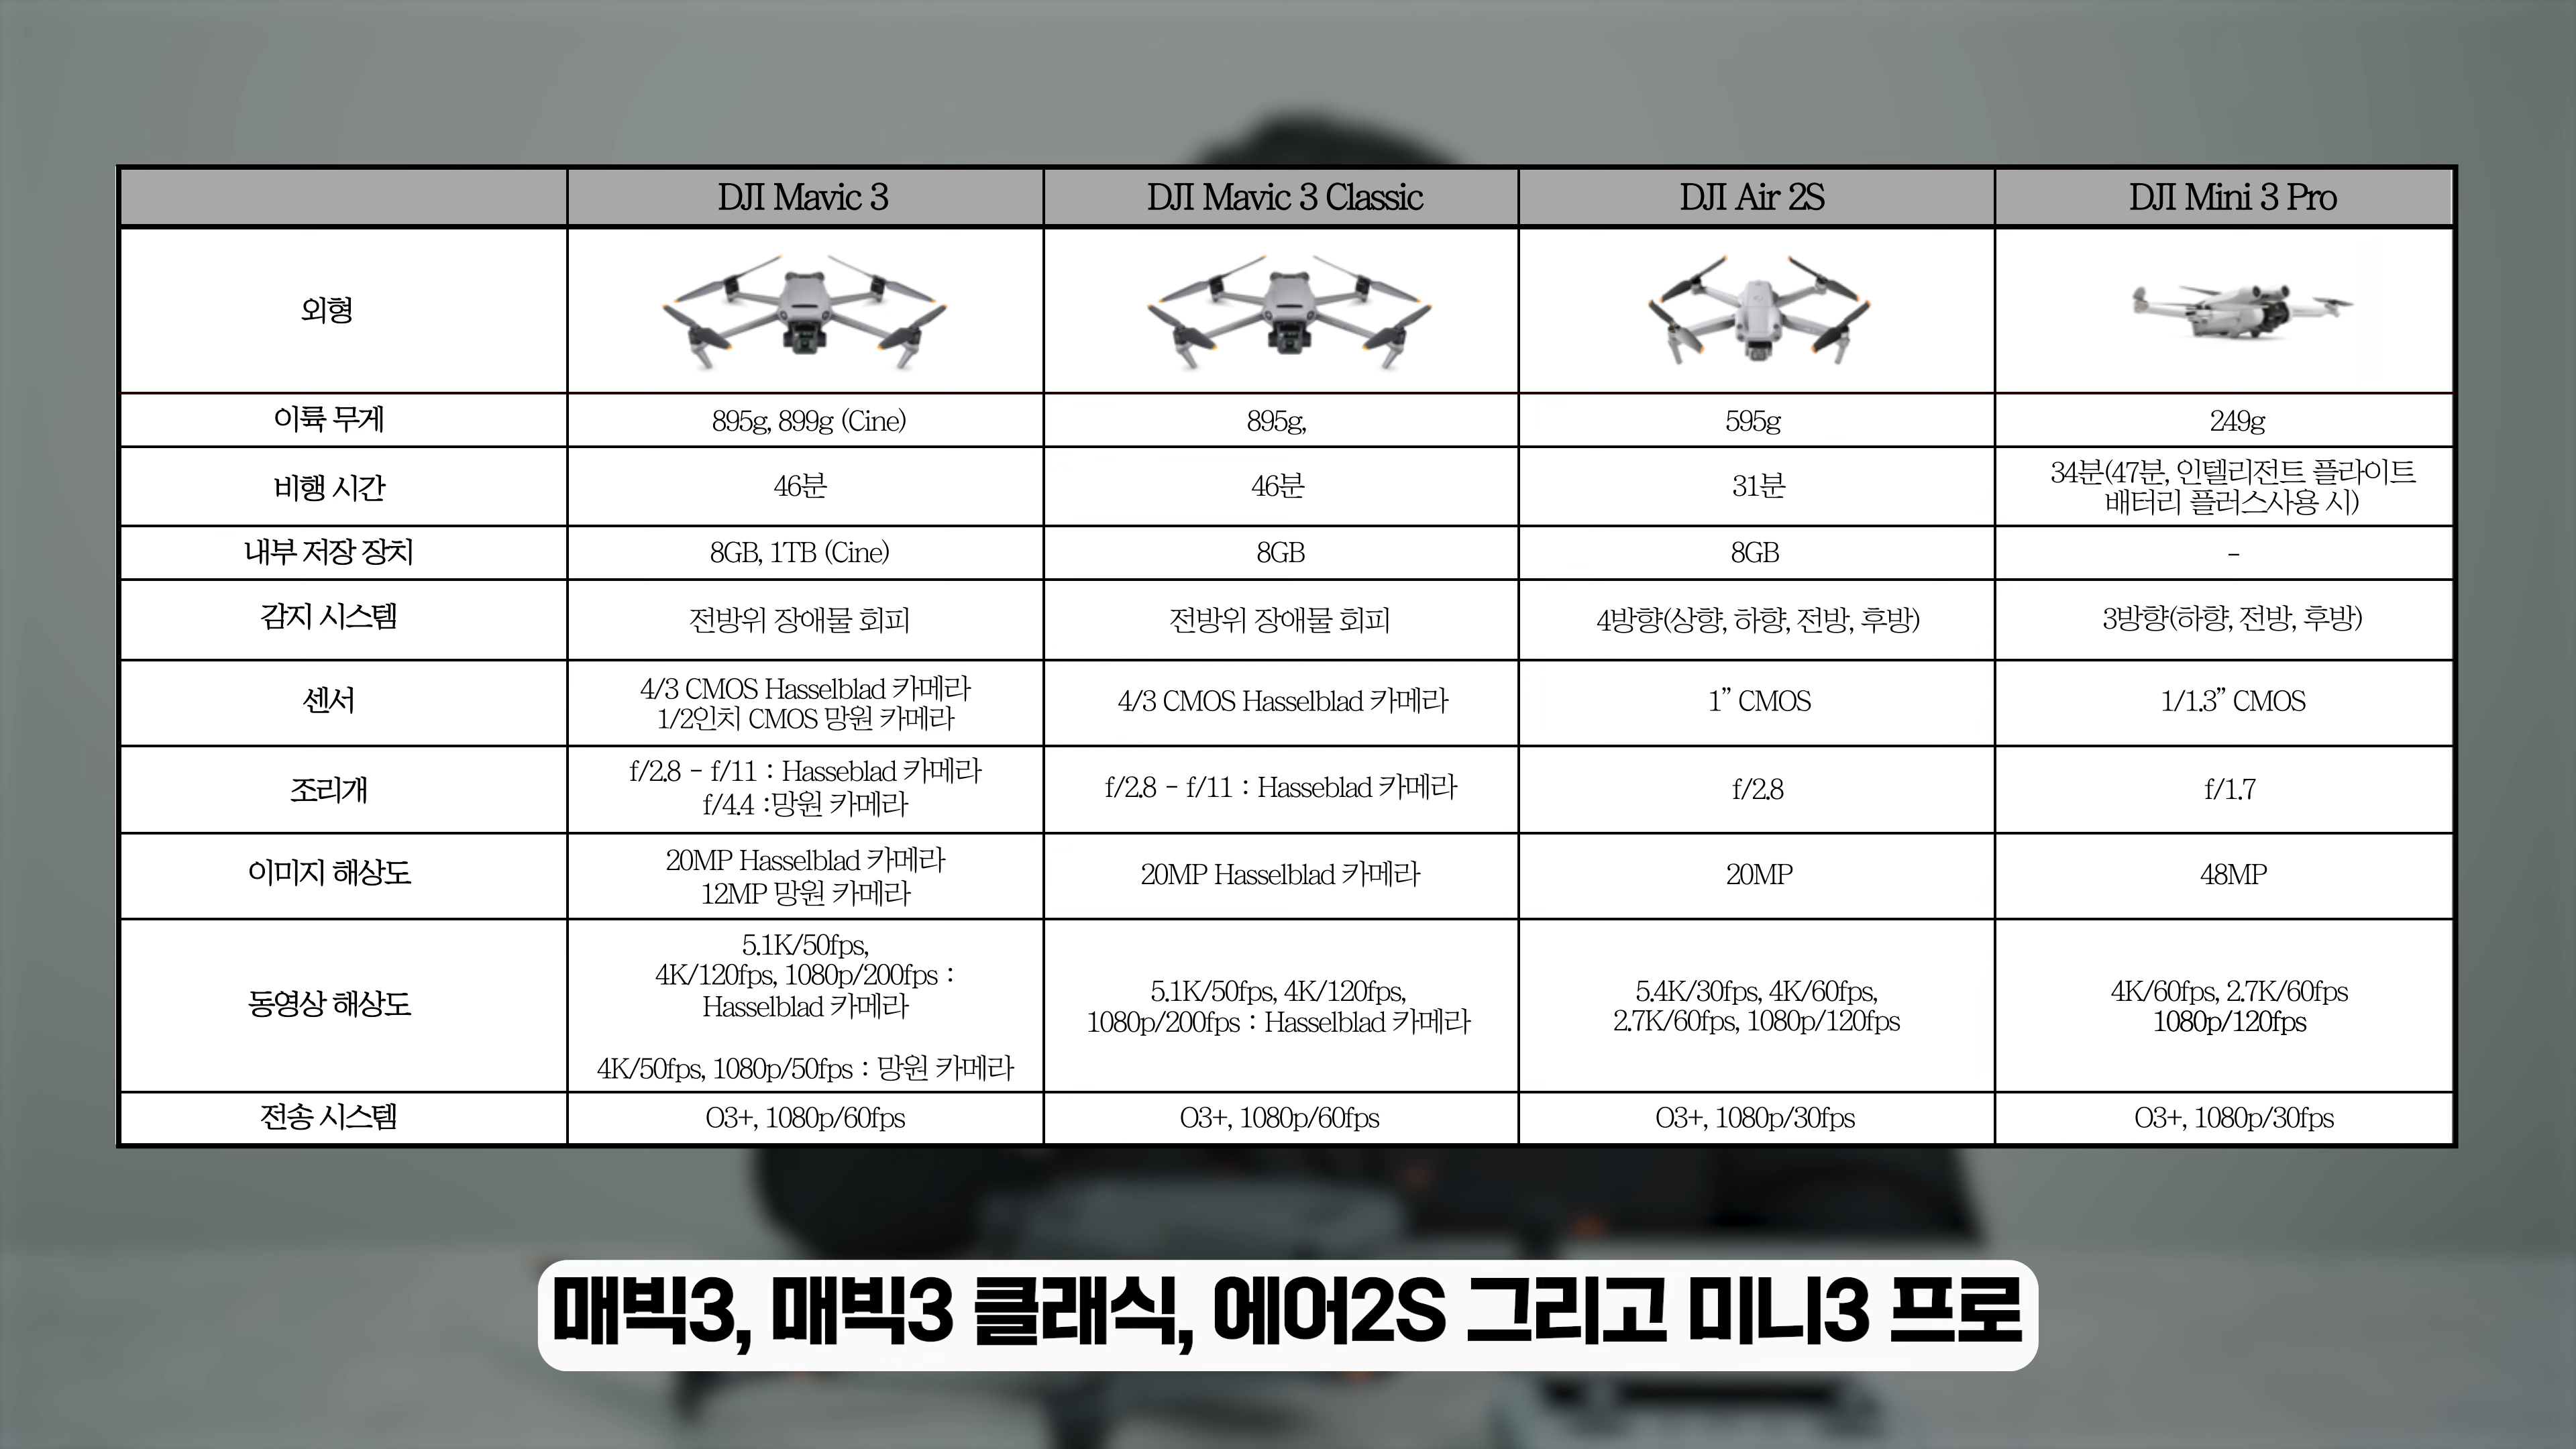 DJI Mavic 3
DJI Mavic 3 Classic
DJI Air 2S
DJI Mini 3 Pro
외형
이륙 무게
895g, 899g (Cine)
895g,
595g
249g
비행 시간
46분
46분
31분
34분(47분, 인텔리전트 플라이트
배터리 플러스사용 시)
내부 저장 장치
8GB, 1TB (Cine)
8GB
8GB
-
감지 시스템
전방위 장애물 회피
전방위 장애물 회피
4방향(상향, 하향, 전방, 후방)
3방향(하향, 전방, 후방)
센서
4/3 CMOS Hasselblad 카메라
1/2인치 CMOS 망원 카메라
4/3 CMOS Hasselblad 카메라
1” CMOS
1/1.3” CMOS
조리개
f/2.8 - f/11 : Hasseblad 카메라
f/4.4 :망원 카메라
f/2.8 - f/11 : Hasseblad 카메라
f/2.8
f/1.7
이미지 해상도
20MP Hasselblad 카메라
12MP 망원 카메라
20MP Hasselblad 카메라
20MP
48MP
동영상 해상도
5.1K/50fps,
4K/120fps, 1080p/200fps :
Hasselblad 카메라
4K/50fps, 1080p/50fps : 망원 카메라
5.1K/50fps, 4K/120fps,
1080p/200fps : Hasselblad 카메라
5.4K/30fps, 4K/60fps,
2.7K/60fps, 1080p/120fps
4K/60fps, 2.7K/60fps
1080p/120fps
전송 시스템
O3+, 1080p/60fps
O3+, 1080p/60fps
O3+, 1080p/30fps
O3+, 1080p/30fps
매빅3, 매빅3 클래식, 에어2S 그리고 미니3 프로